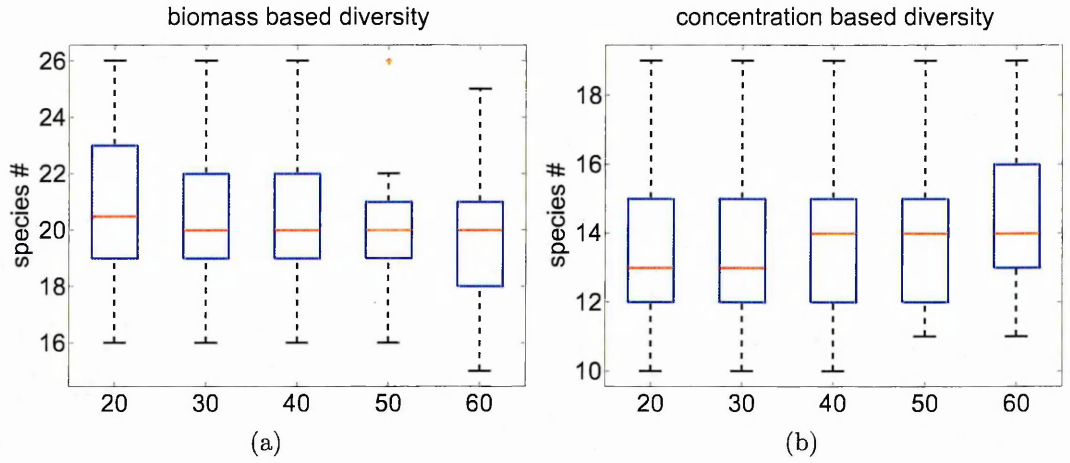 biomass based diversity
species #
26
24
22
20
18
16
20 30 40 50 60
(a)
concentration based diversity
species #
18
16
14
12
10
20 30 40 50 60
(b)